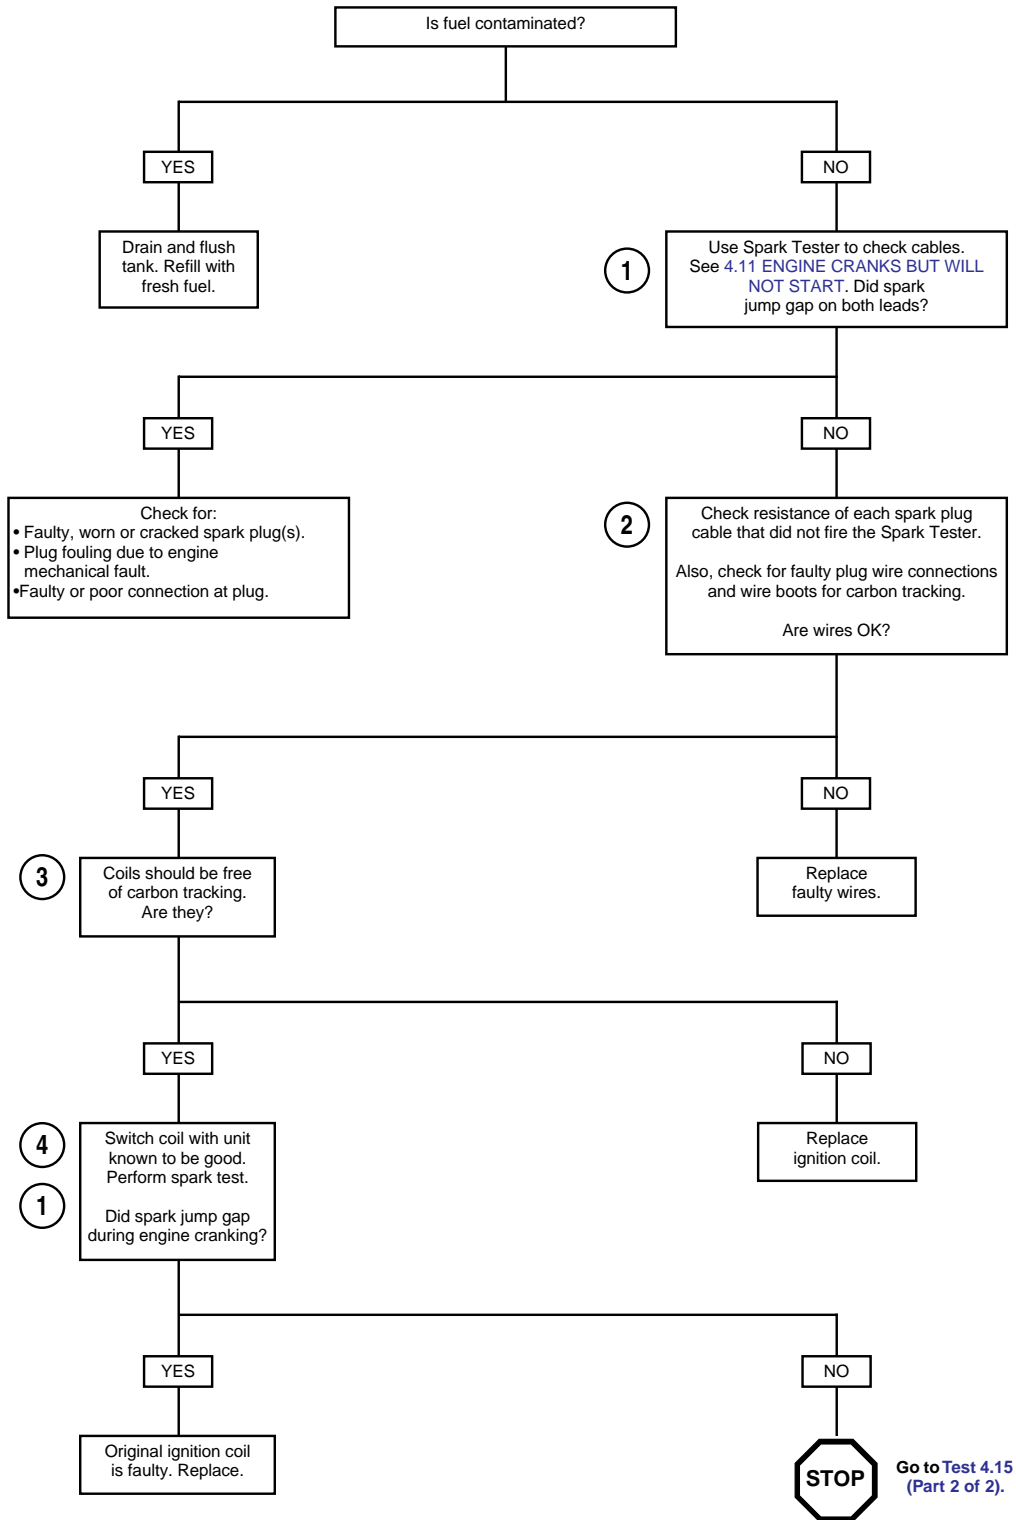 Is fuel contaminated?
YES
NO
Drain and flush
tank. Refill with
fresh fuel.
1
Use Spark Tester to check cables.
See 4.11 ENGINE CRANKS BUT WILL
NOT START. Did spark
jump gap on both leads?
YES
NO
Check for:
• Faulty, worn or cracked spark plug(s).
• Plug fouling due to engine
mechanical fault.
•Faulty or poor connection at plug.
2
Check resistance of each spark plug
cable that did not fire the Spark Tester.
Also, check for faulty plug wire connections
and wire boots for carbon tracking.
Are wires OK?
YES
NO
3
Coils should be free
of carbon tracking.
Are they?
Replace
faulty wires.
YES
NO
4
1
Switch coil with unit
known to be good.
Perform spark test.
Did spark jump gap
during engine cranking?
Replace
ignition coil.
YES
NO
Original ignition coil
is faulty. Replace.
STOP
Go to Test 4.15
(Part 2 of 2).